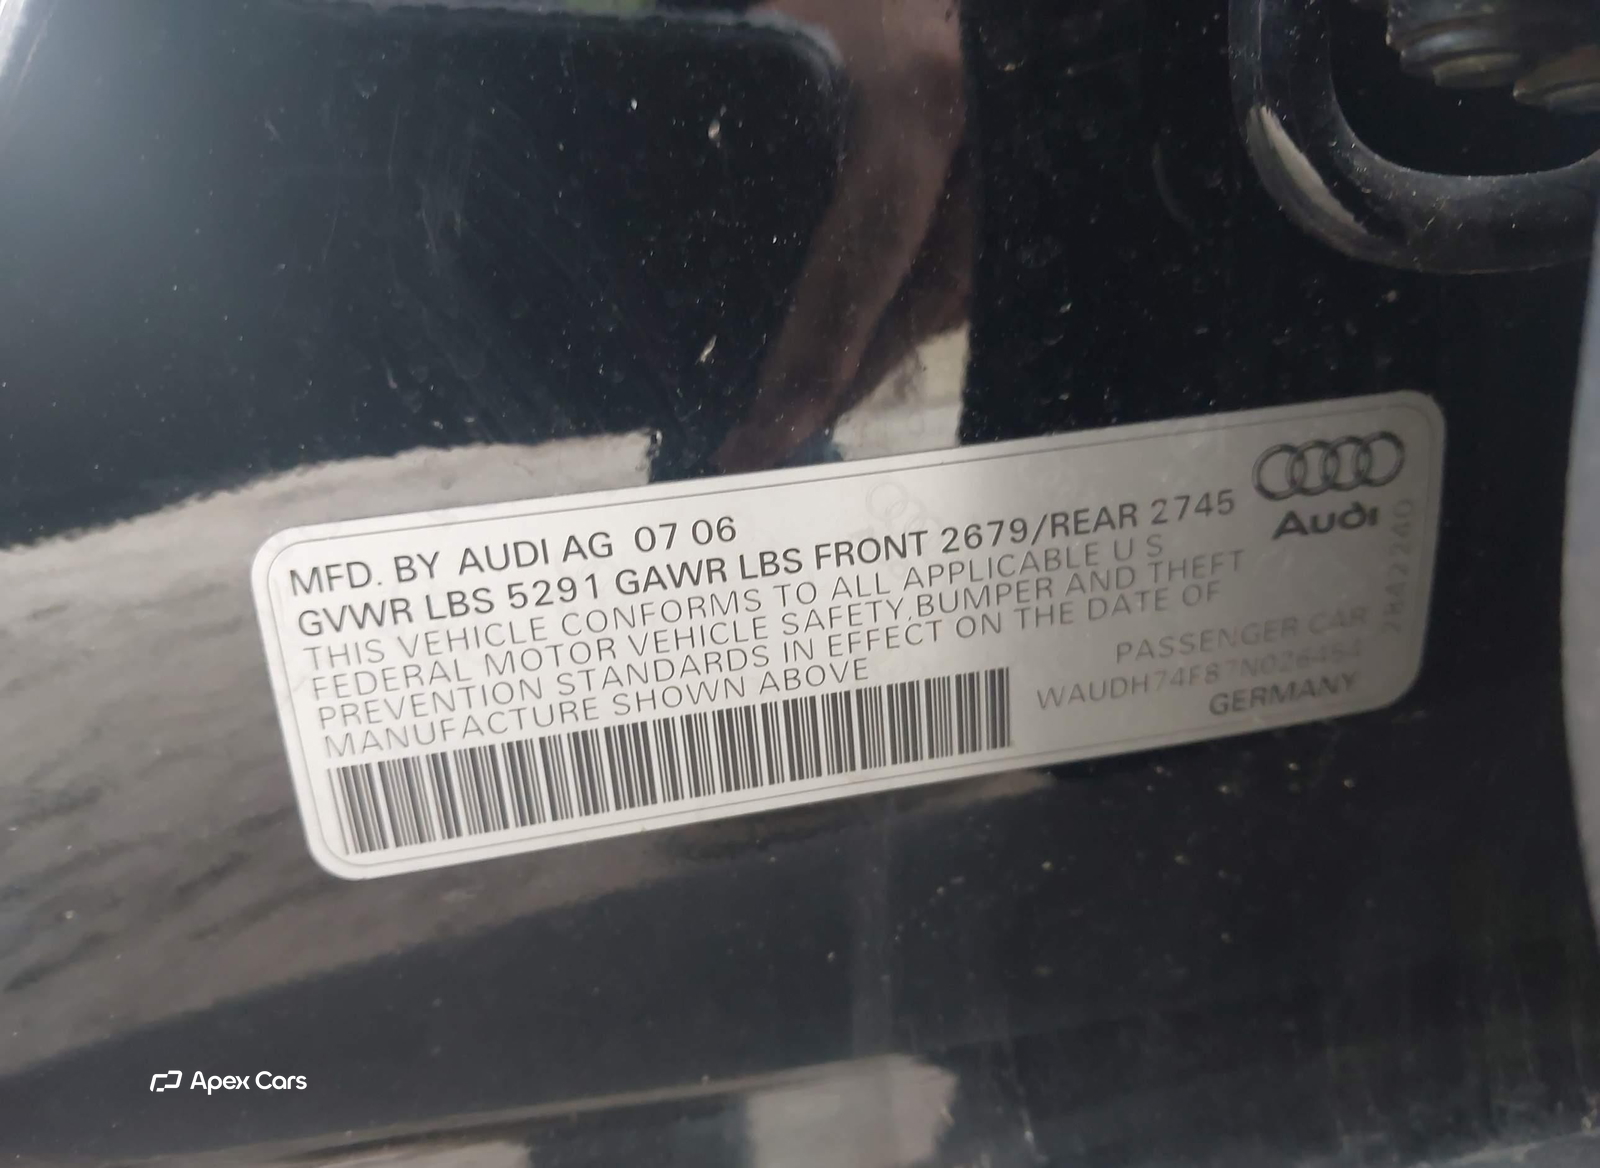 MFD. BY AUDI AG 07 06
GVWR LBS 5291 GAWR LBS FRONT 2679/REAR 2745
THIS VEHICLE CONFORMS TO ALL APPLICABLE U S
FEDERAL MOTOR VEHICLE SAFETY,BUMPER AND THEFT
PREVENTION STANDARDS IN EFFECT ON THE DATE OF
MANUFACTURE SHOWN ABOVE
Audi
PASSENGER CAR
GERMANY
Apex Cars